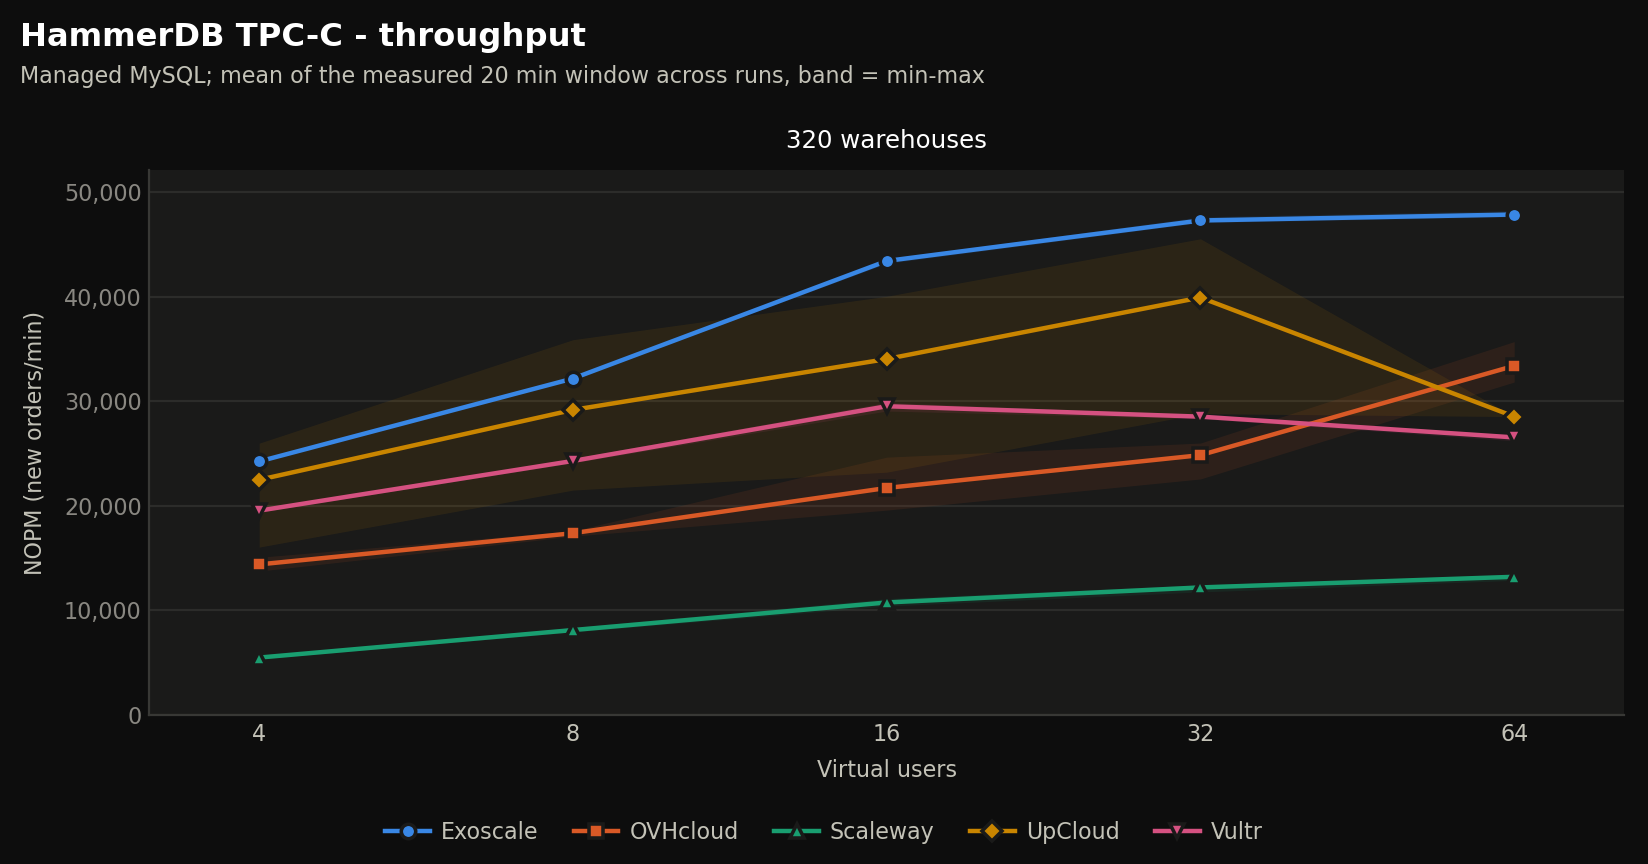 HammerDB TPC-C - throughput
Managed MySQL; mean of the measured 20 min window across runs, band = min-max
320 warehouses
NOPM (new orders/min)
50,000
40,000
30,000
20,000
10,000
0
4 8 16 32 64
Virtual users
Exoscale OVHcloud Scaleway UpCloud Vultr